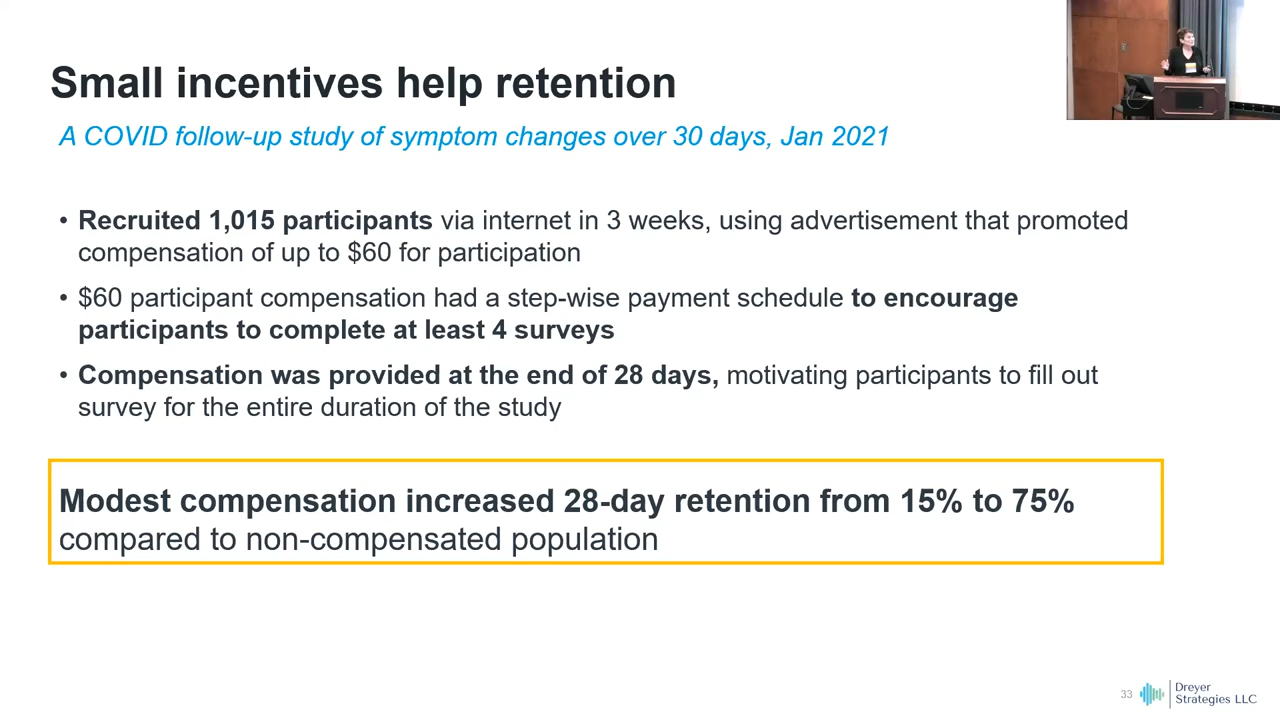 Small incentives help retention
A COVID follow-up study of symptom changes over 30 days, Jan 2021
• Recruited 1,015 participants via internet in 3 weeks, using advertisement that promoted
compensation of up to $60 for participation
• $60 participant compensation had a step-wise payment schedule to encourage
participants to complete at least 4 surveys
• Compensation was provided at the end of 28 days, motivating participants to fill out
survey for the entire duration of the study
Modest compensation increased 28-day retention from 15% to 75%
compared to non-compensated population
33
Dreyer
Strategies LLC